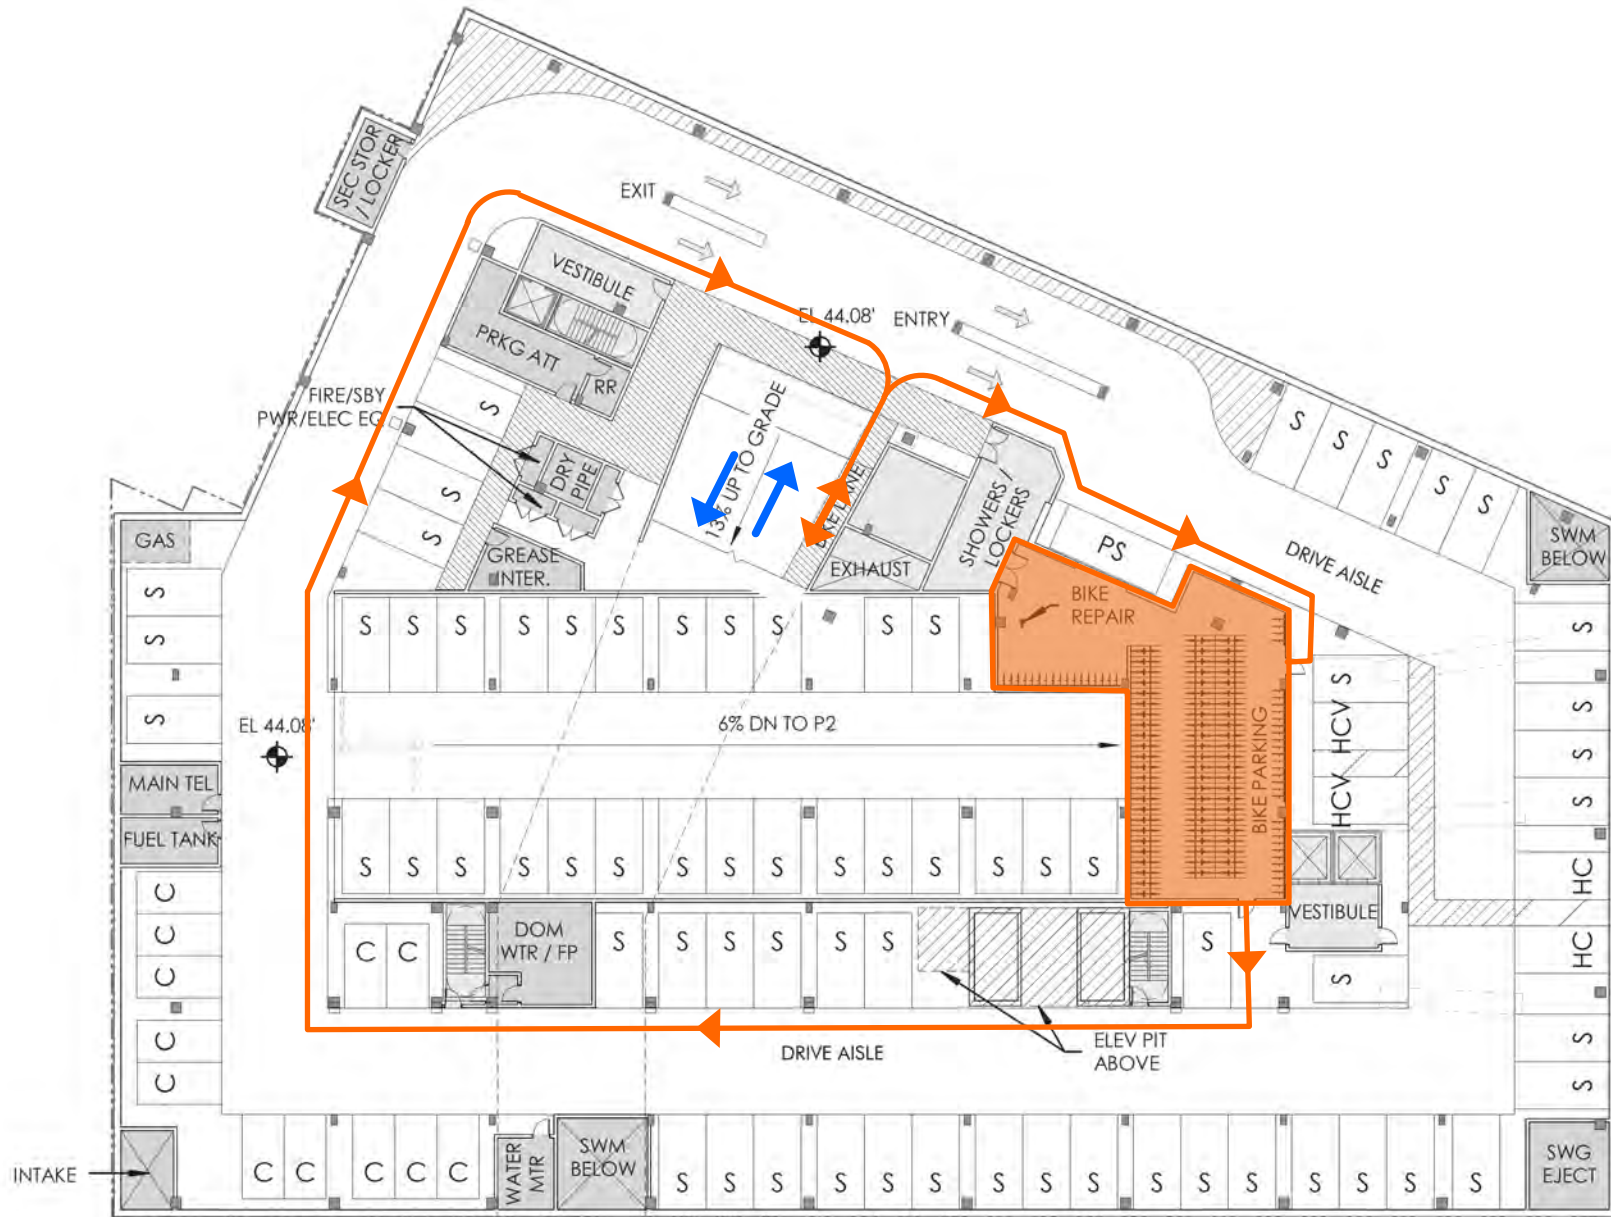 SEC STOR
/ LOCKER
EXIT
VESTIBULE
PRKG ATT
RR
EL 44.08'
ENTRY
FIRE/SBY
PWR/ELEC EQ
S
S
S
DRY
PIPE
GREASE
INTER.
13% UP TO GRADE
BIKE LANE
EXHAUST
SHOWERS /
LOCKERS
PS
BIKE
REPAIR
DRIVE AISLE
S
S
S
S
S
SWM
BELOW
GAS
S
S
S
S S S S S S S S S S S
S
S
S
S
6% DN TO P2
EL 44.08'
BIKE PARKING
HCV HCV S
MAIN TEL
FUEL TANK
S S S S S S S S S S S S S S S
HC
HC
C
C
C
C
C
C C
DOM
WTR / FP
S S S S S S
S
VESTIBULE
S
S
S
ELEV PIT
ABOVE
DRIVE AISLE
INTAKE
C C C C C
WATER
MTR
SWM
BELOW
S S S S S S S S S S S S S S S S S S
SWG
EJECT